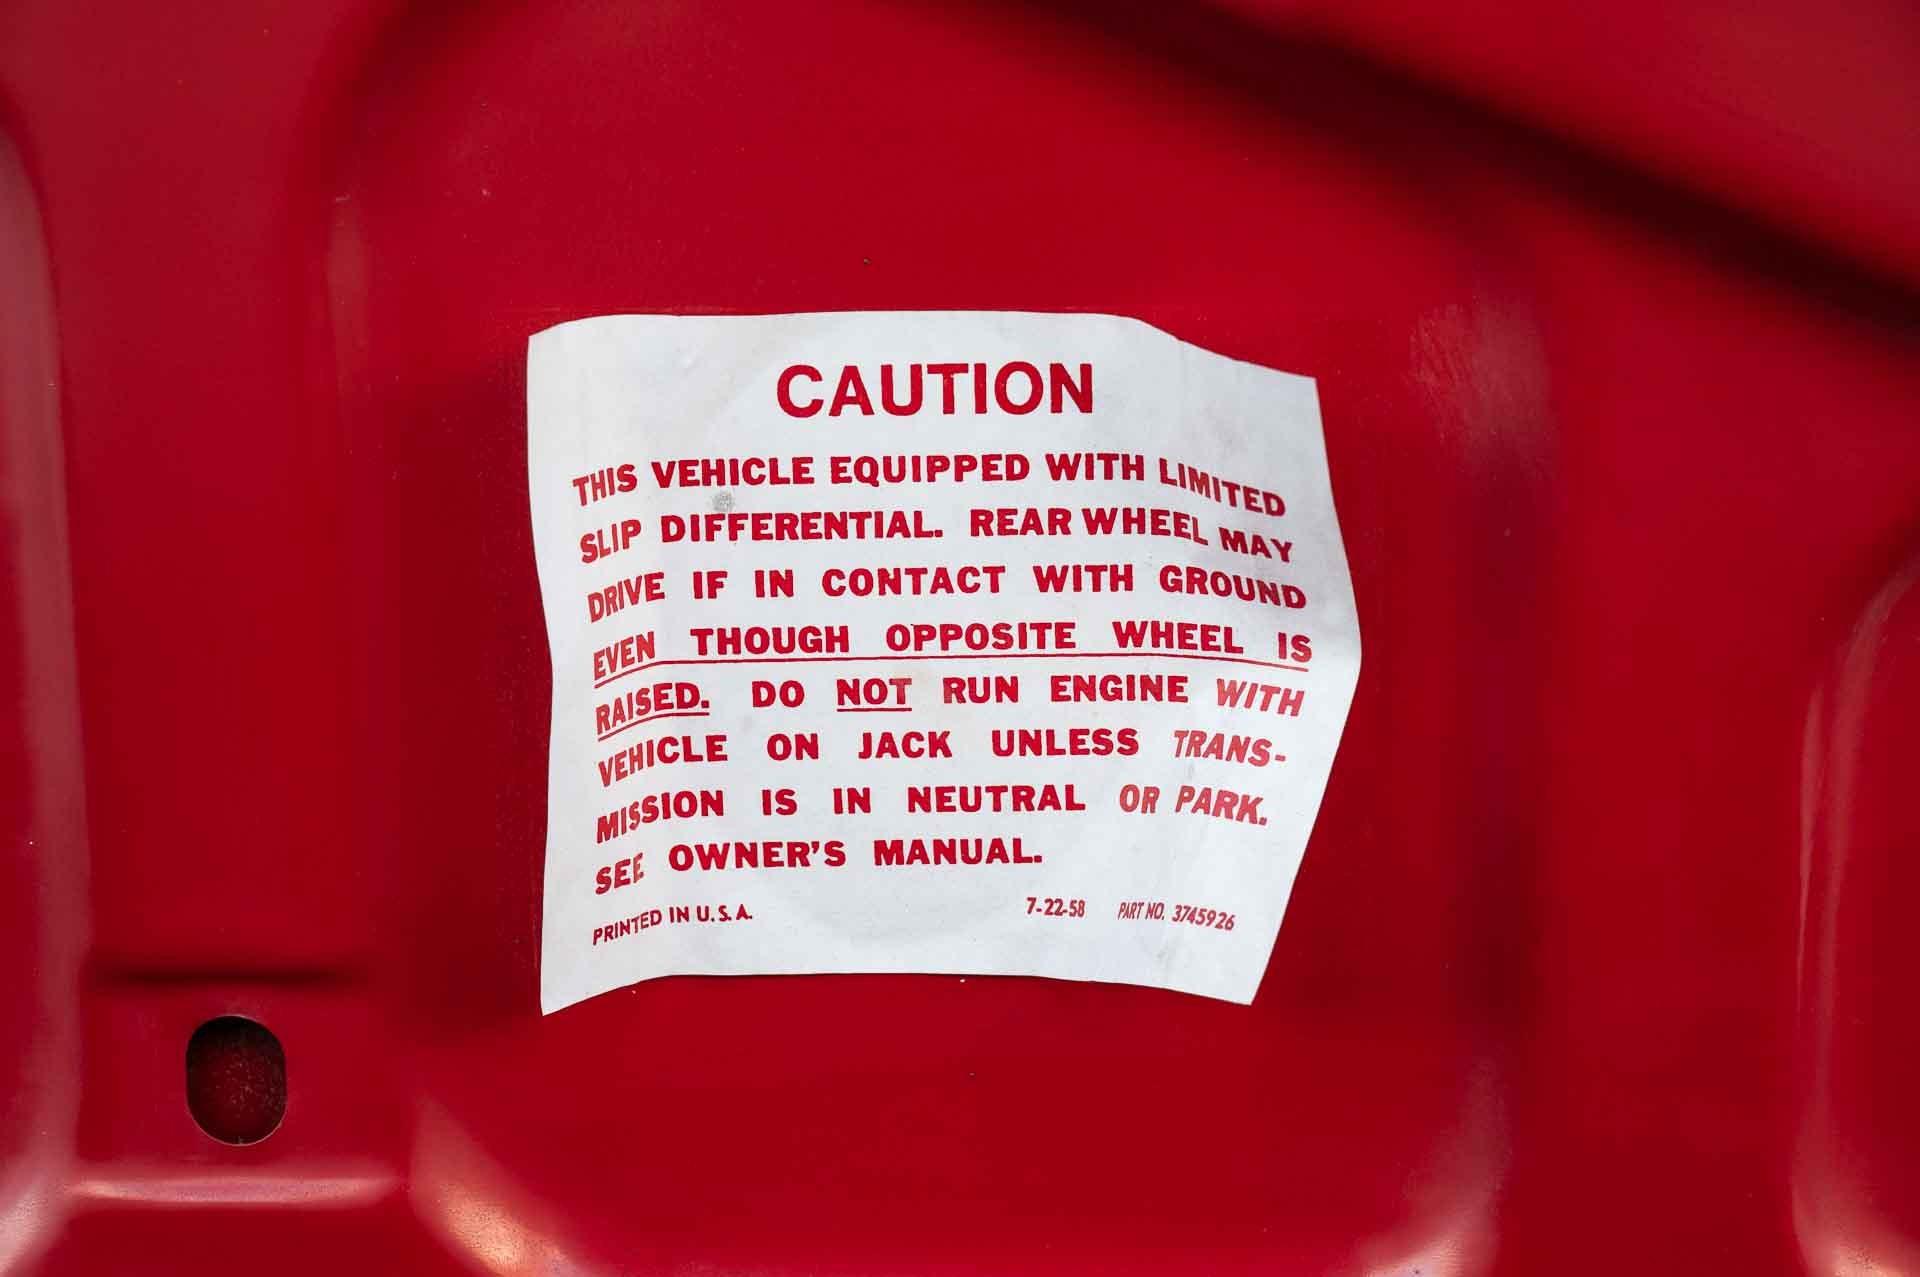 CAUTION
THIS VEHICLE EQUIPPED WITH LIMITED
SLIP DIFFERENTIAL. REAR WHEEL MAY
DRIVE IF IN CONTACT WITH GROUND
EVEN THOUGH OPPOSITE WHEEL IS
RAISED. DO NOT RUN ENGINE WITH
VEHICLE ON JACK UNLESS TRANS-
MISSION IS IN NEUTRAL OR PARK.
SEE OWNER'S MANUAL.
PRINTED IN U.S.A. 7-22-58 PART NO. 3745926